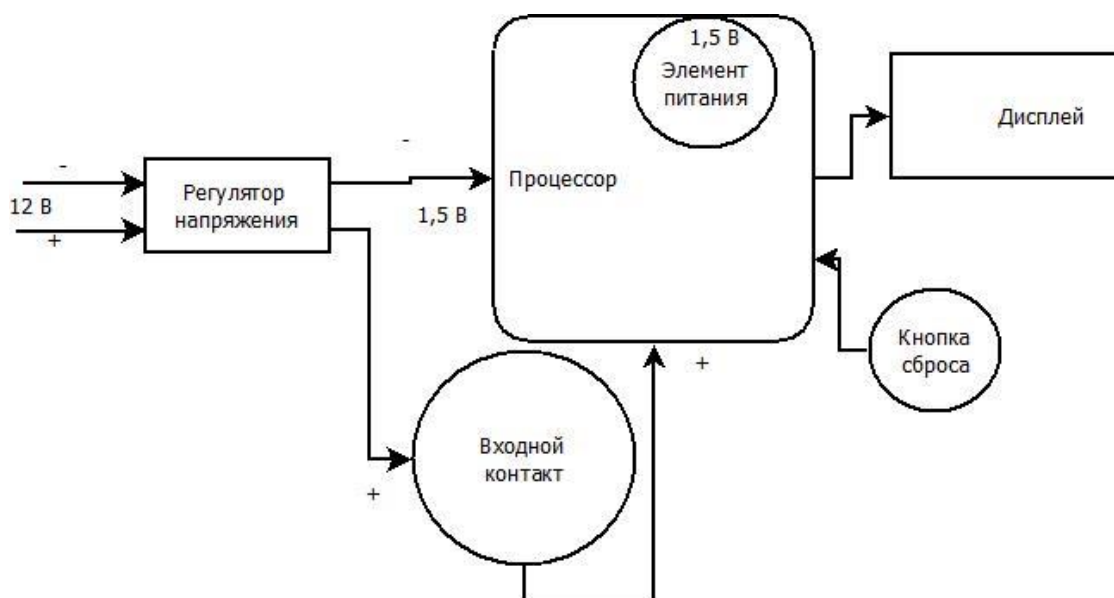 1,5 В
Элемент
питания
Дисплей
-
-
12 В
+
Регулятор
напряжения
1,5 В
Процессор
+
Кнопка
сброса
Входной
контакт
+